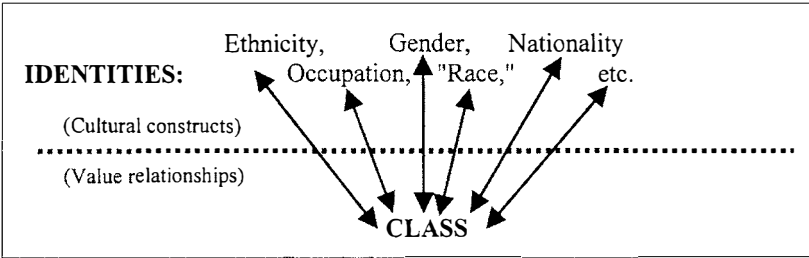 Ethnicity, Gender, Nationality
IDENTITIES: Occupation, "Race," etc.
(Cultural constructs)
(Value relationships)
CLASS